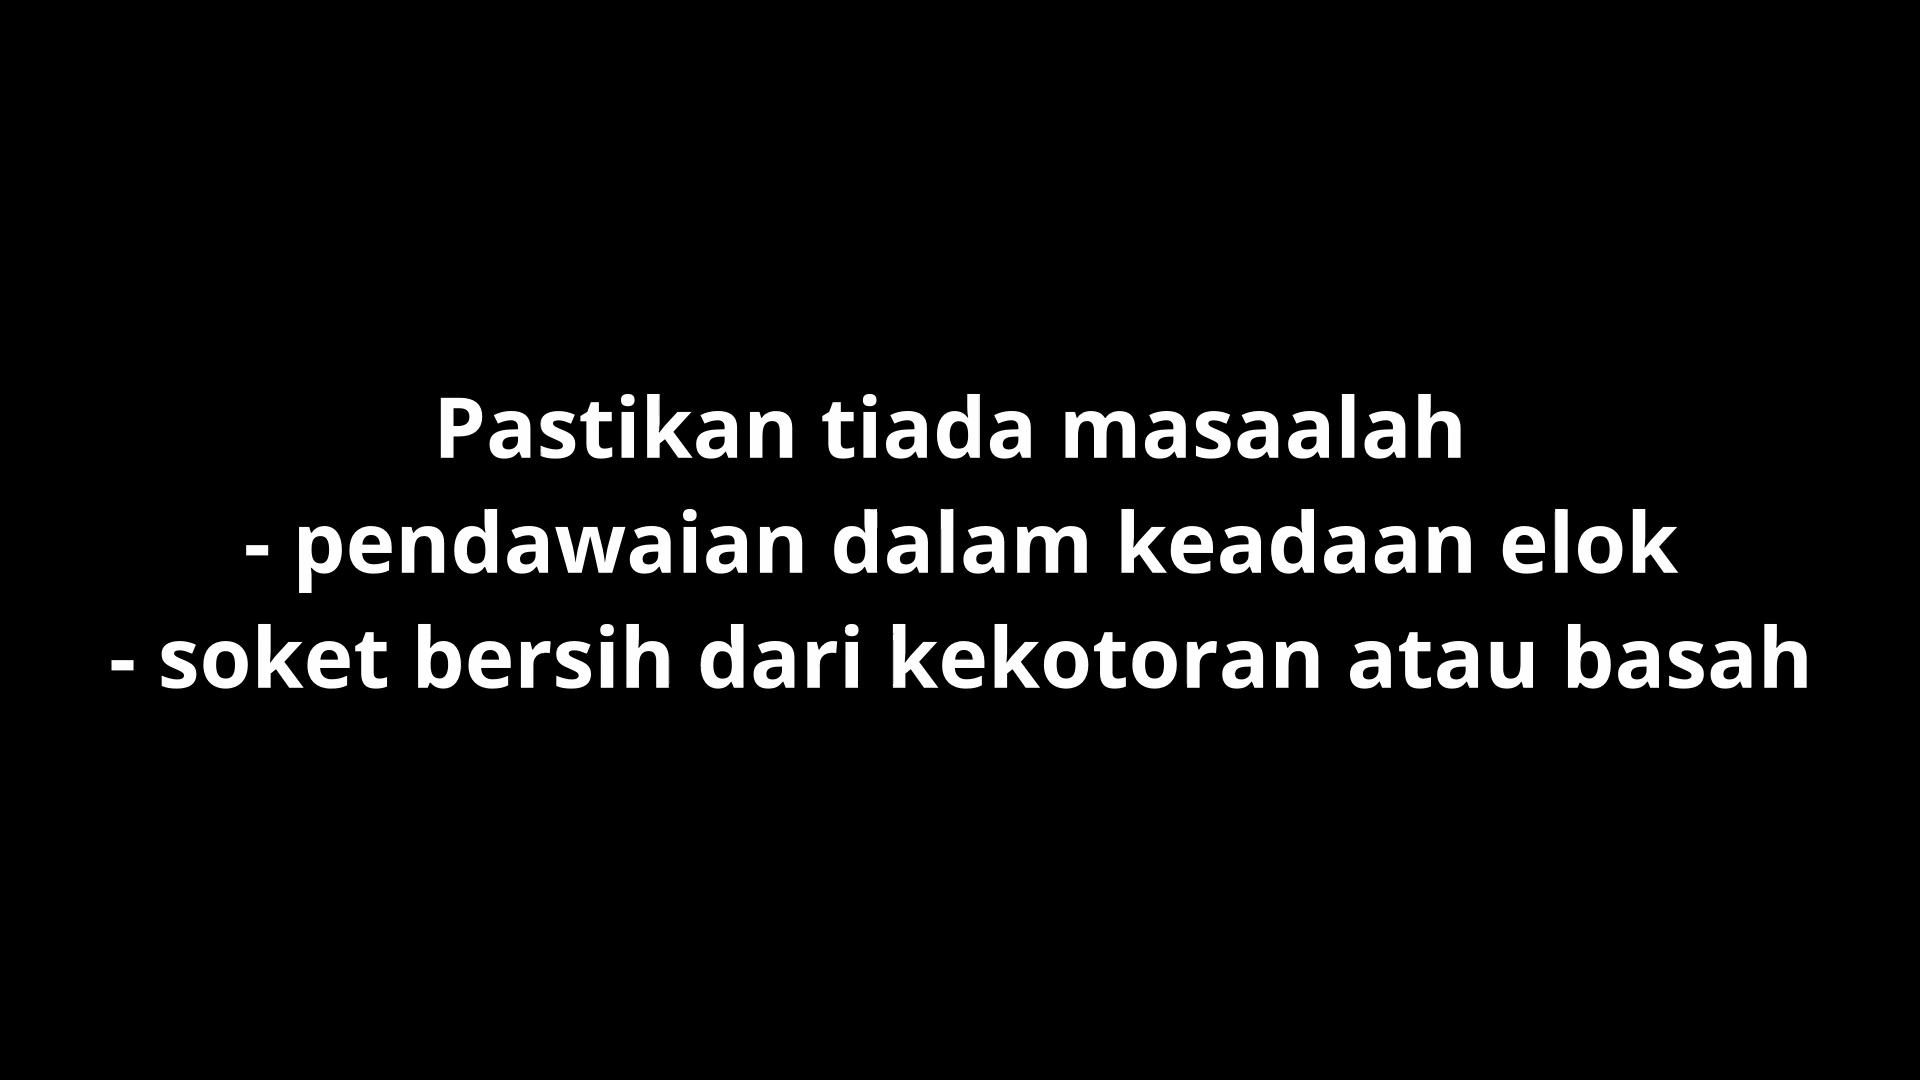 Pastikan tiada masaalah
- pendawaian dalam keadaan elok
- soket bersih dari kekotoran atau basah